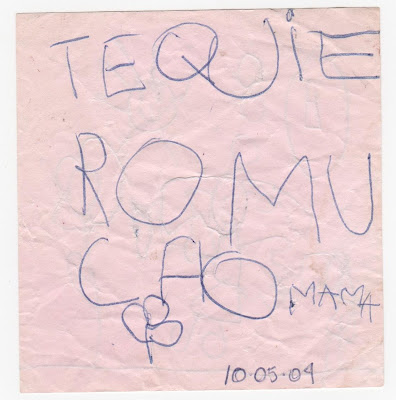 TEQUIE
ROMU
CAO MAMA
10-05-04